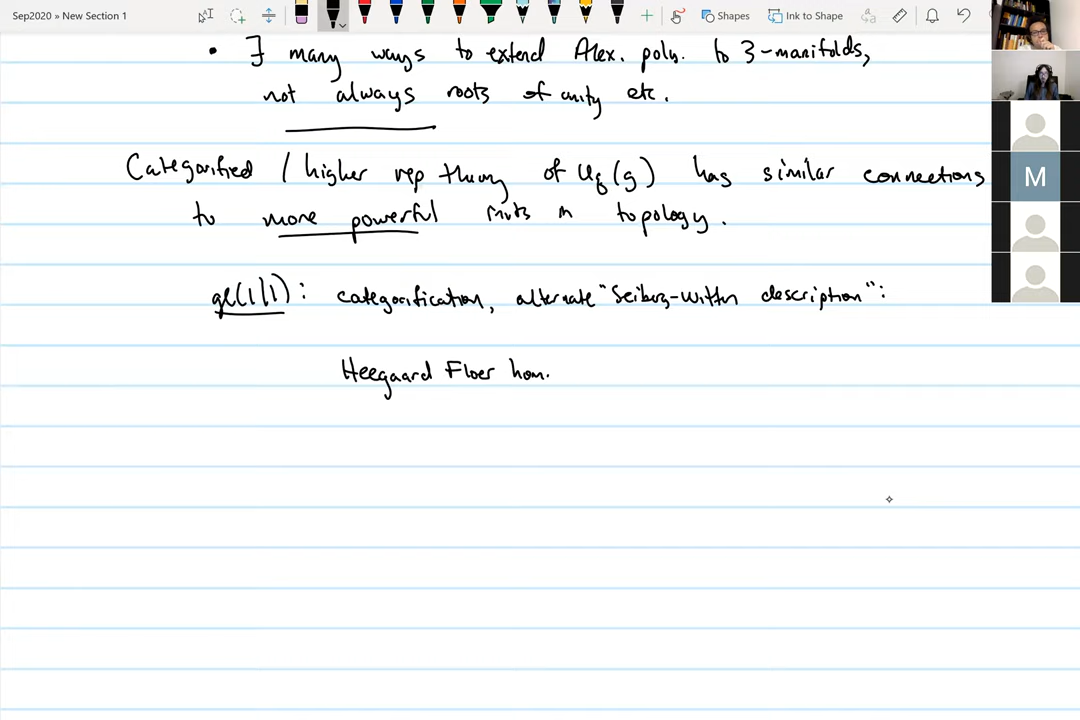 Sep2020 » New Section 1
Shapes
Ink to Shape
• ∃ many ways to extend Alex. poly. to 3-manifolds,
not always roots of unity etc.
Categorified / higher rep theory of Uq(g) has similar connections
to more powerful invts in topology.
gl(1|1): categorification, alternate "Seiberg-Witten description":
Heegaard Floer hom.
M